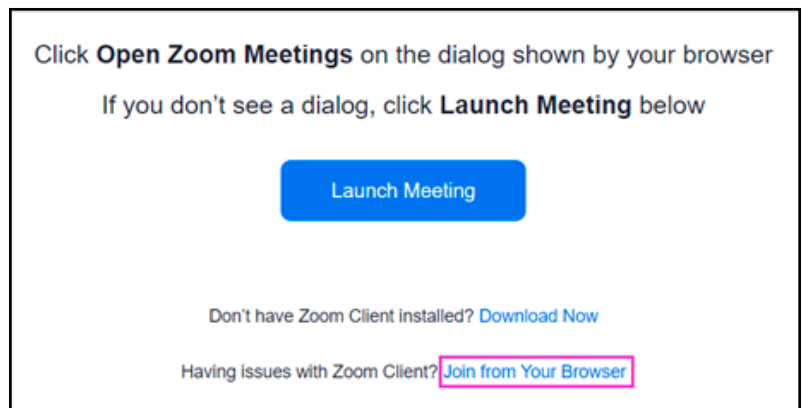 Click Open Zoom Meetings on the dialog shown by your browser
If you don't see a dialog, click Launch Meeting below
Launch Meeting
Don't have Zoom Client installed? Download Now
Having issues with Zoom Client? Join from Your Browser